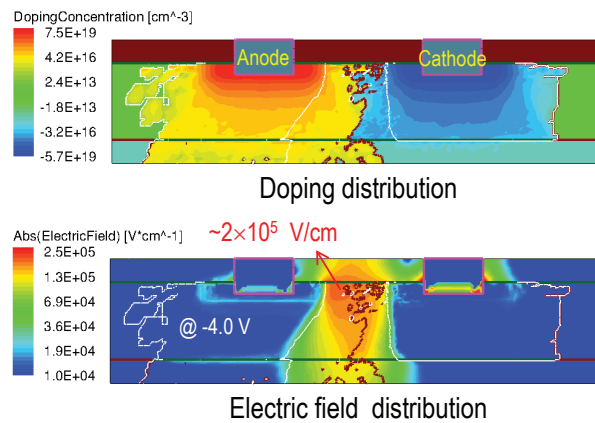 DopingConcentration [cm^-3]
7.5E+19
4.2E+16
2.4E+13
-1.8E+13
-3.2E+16
-5.7E+19
Anode
Cathode
Doping distribution
Abs(ElectricField) [V*cm^-1]
2.5E+05
1.3E+05
6.9E+04
3.6E+04
1.9E+04
1.0E+04
~2×10⁵ V/cm
@ -4.0 V
Electric field distribution